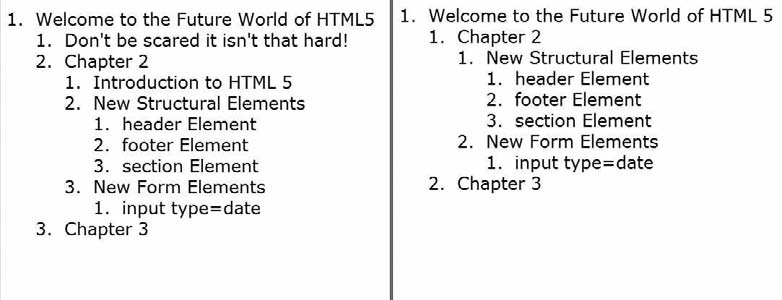 1. Welcome to the Future World of HTML5
1. Don't be scared it isn't that hard!
2. Chapter 2
1. Introduction to HTML 5
2. New Structural Elements
1. header Element
2. footer Element
3. section Element
3. New Form Elements
1. input type=date
3. Chapter 3
1. Welcome to the Future World of HTML 5
1. Chapter 2
1. New Structural Elements
1. header Element
2. footer Element
3. section Element
2. New Form Elements
1. input type=date
2. Chapter 3